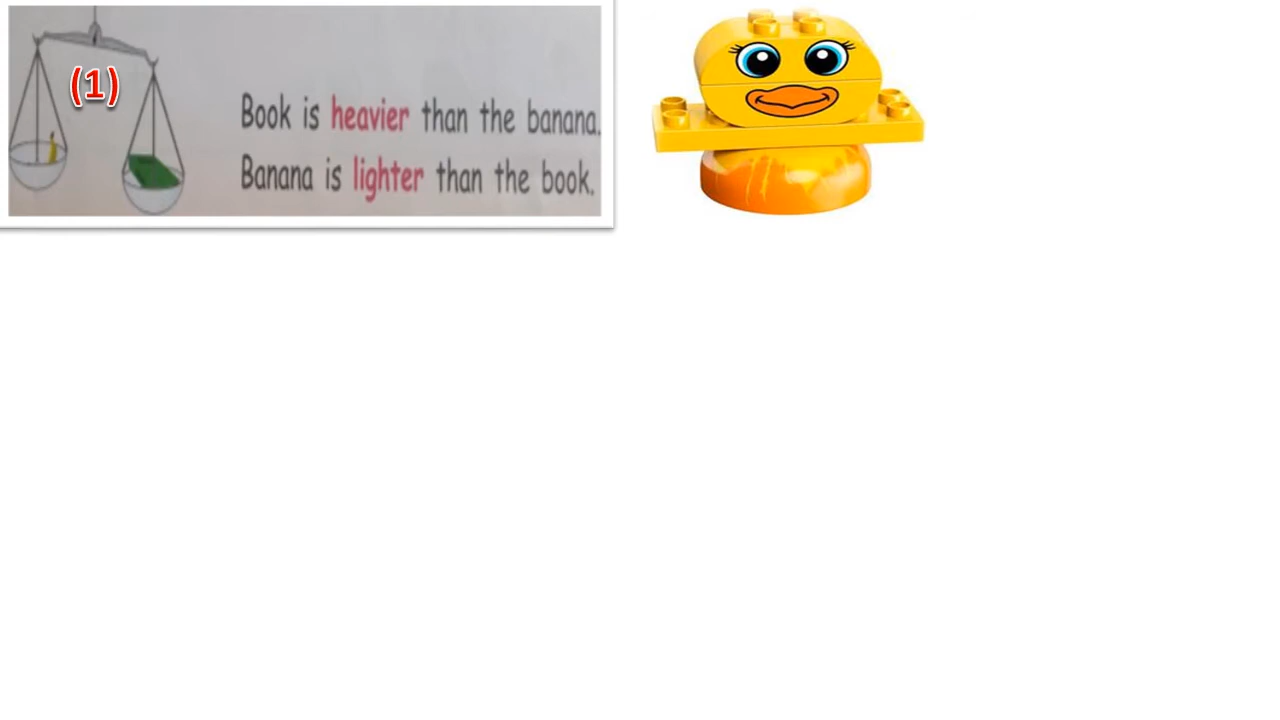 (1)
Book is heavier than the banana.
Banana is lighter than the book.